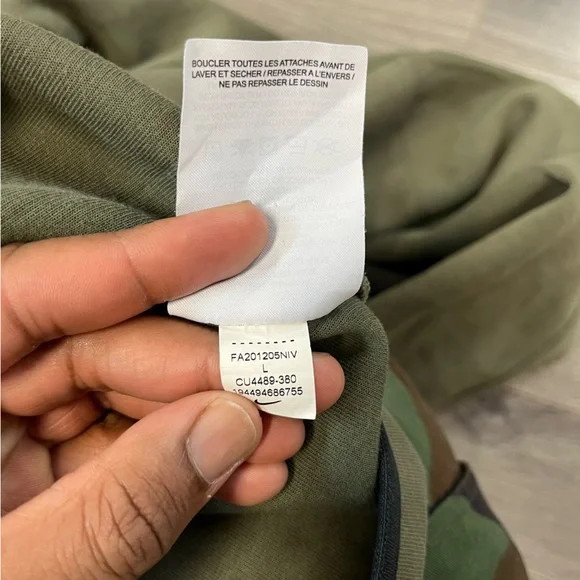 BOUCLER TOUTES LES ATTACHES AVANT DE
LAVER ET SECHER / REPASSER A L'ENVERS /
NE PAS REPASSER LE DESSIN
FA201205NIV
L
CU4489-380
194494686755